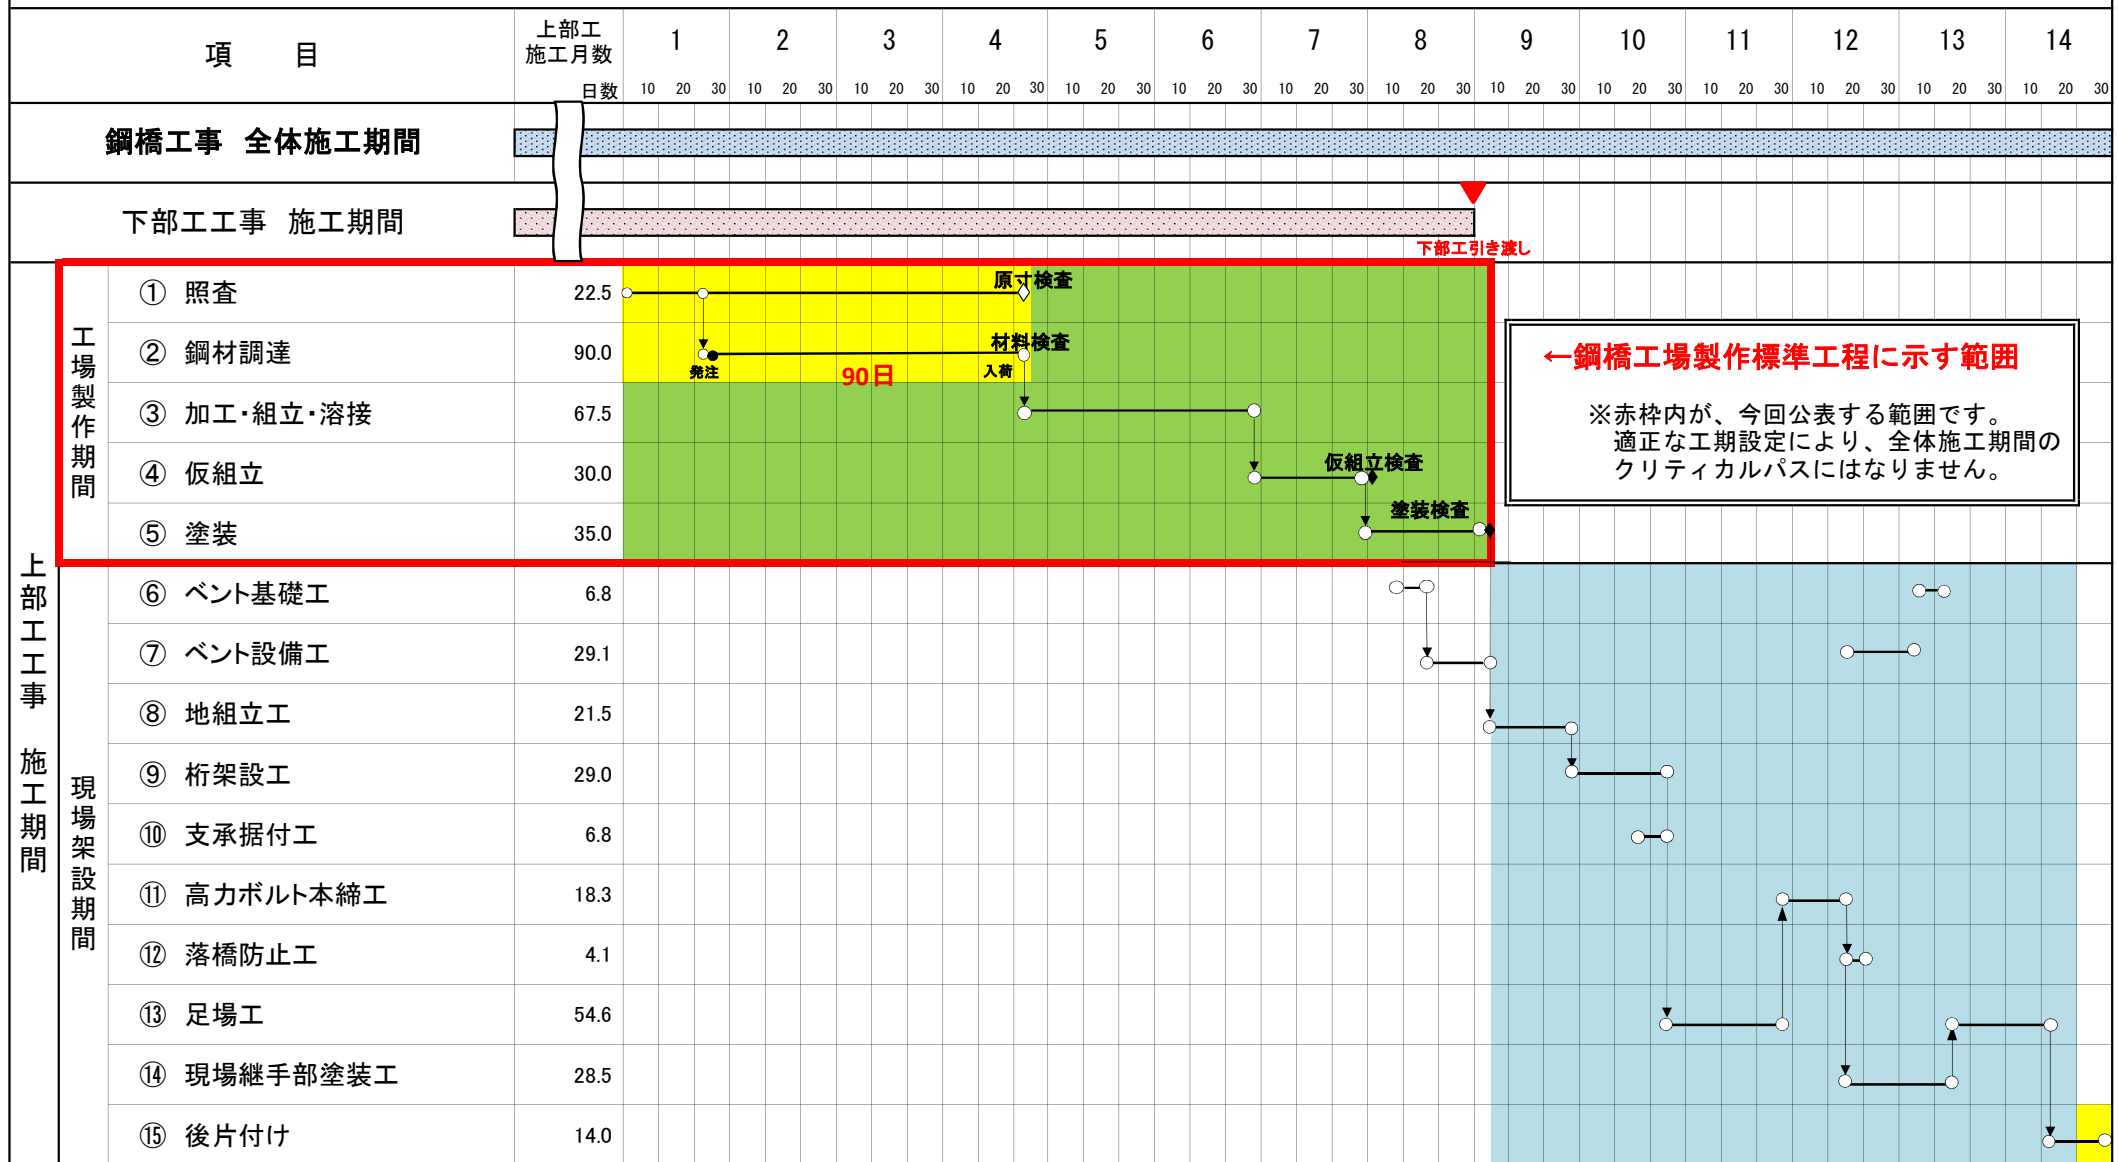 項　目
上部工
施工月数
日数
1 2 3 4 5 6 7 8 9 10 11 12 13 14
10 20 30 10 20 30 10 20 30 10 20 30 10 20 30 10 20 30 10 20 30 10 20 30 10 20 30 10 20 30 10 20 30 10 20 30 10 20 30 10 20 30
鋼橋工事　全体施工期間
下部工工事　施工期間
下部工引き渡し
上部工工事　施工期間
工場製作期間
① 照査 22.5
原寸検査
② 鋼材調達 90.0
材料検査
発注
90日
入荷
③ 加工・組立・溶接 67.5
④ 仮組立 30.0
仮組立検査
⑤ 塗装 35.0
塗装検査
←鋼橋工場製作標準工程に示す範囲
※赤枠内が、今回公表する範囲です。
適正な工期設定により、全体施工期間の
クリティカルパスにはなりません。
現場架設期間
⑥ ベント基礎工 6.8
⑦ ベント設備工 29.1
⑧ 地組立工 21.5
⑨ 桁架設工 29.0
⑩ 支承据付工 6.8
⑪ 高力ボルト本締工 18.3
⑫ 落橋防止工 4.1
⑬ 足場工 54.6
⑭ 現場継手部塗装工 28.5
⑮ 後片付け 14.0